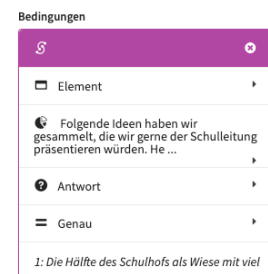 Bedingungen
Element
Folgende Ideen haben wir
gesammelt, die wir gerne der Schulleitung
präsentieren würden. He ...
Antwort
Genau
1: Die Hälfte des Schulhofs als Wiese mit viel